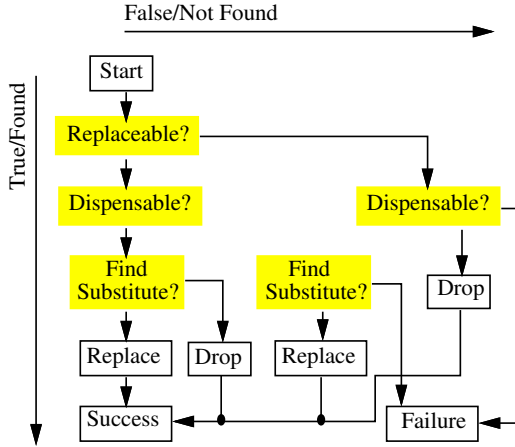 False/Not Found
True/Found
Start
Replaceable?
Dispensable?
Dispensable?
Find
Substitute?
Find
Substitute?
Drop
Replace
Drop
Replace
Success
Failure